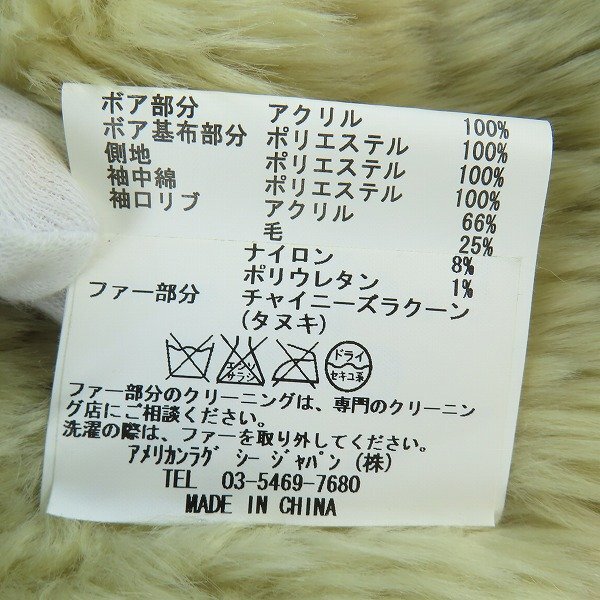 ボア部分 アクリル 100%
ボア基布部分 ポリエステル 100%
側地 ポリエステル 100%
袖中綿 ポリエステル 100%
袖口リブ アクリル 66%
毛 25%
ナイロン 8%
ポリウレタン 1%
ファー部分 チャイニーズラクーン
(タヌキ)
エンソ
サラシ
ドライ
セキユ系
ファー部分のクリーニングは、専門のクリーニン
グ店にご相談ください。
洗濯の際は、ファーを取り外してください。
アメリカンラグ シー ジャパン(株)
TEL 03-5469-7680
MADE IN CHINA